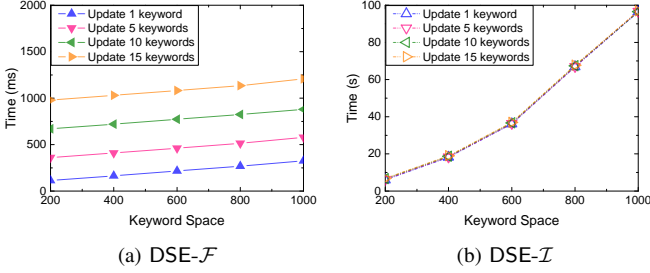 2000
1500
1000
500
0
Time (ms)
Update 1 keyword
Update 5 keywords
Update 10 keywords
Update 15 keywords
200 400 600 800 1000
Keyword Space
(a) DSE-ℱ
100
80
60
40
20
0
Time (s)
Update 1 keyword
Update 5 keywords
Update 10 keywords
Update 15 keywords
200 400 600 800 1000
Keyword Space
(b) DSE-ℐ